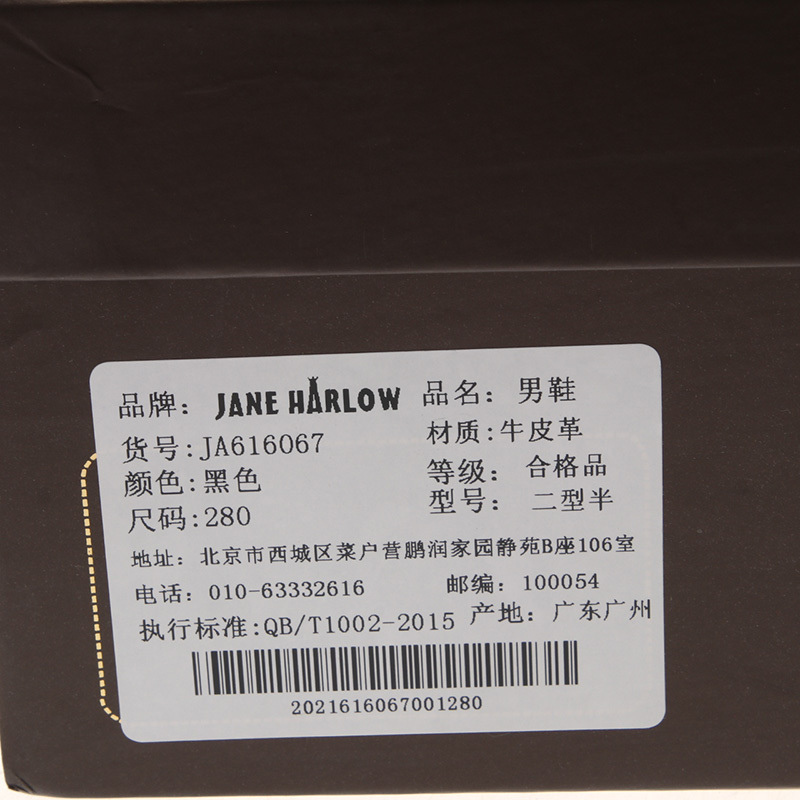 品牌: JANE HARLOW 品名: 男鞋
货号:JA616067 材质:牛皮革
颜色:黑色 等级: 合格品
尺码:280 型号: 二型半
地址: 北京市西城区菜户营鹏润家园静苑B座106室
电话: 010-63332616 邮编: 100054
执行标准:QB/T1002-2015 产地: 广东广州
2021616067001280